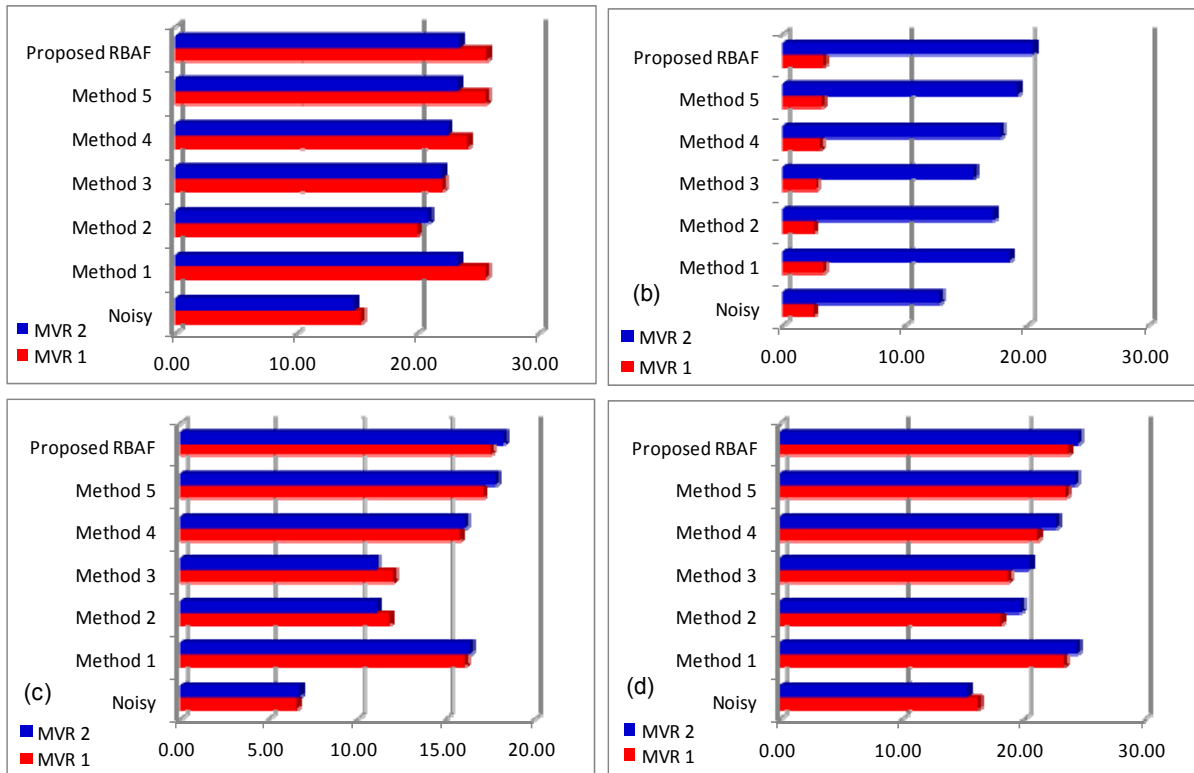 Proposed RBAF
Method 5
Method 4
Method 3
Method 2
Method 1
Noisy
MVR 2
MVR 1
0.00 10.00 20.00 30.00
Proposed RBAF
Method 5
Method 4
Method 3
Method 2
Method 1
(b)
Noisy
MVR 2
MVR 1
0.00 10.00 20.00 30.00
Proposed RBAF
Method 5
Method 4
Method 3
Method 2
Method 1
(c)
Noisy
MVR 2
MVR 1
0.00 5.00 10.00 15.00 20.00
Proposed RBAF
Method 5
Method 4
Method 3
Method 2
Method 1
(d)
Noisy
MVR 2
MVR 1
0.00 10.00 20.00 30.00